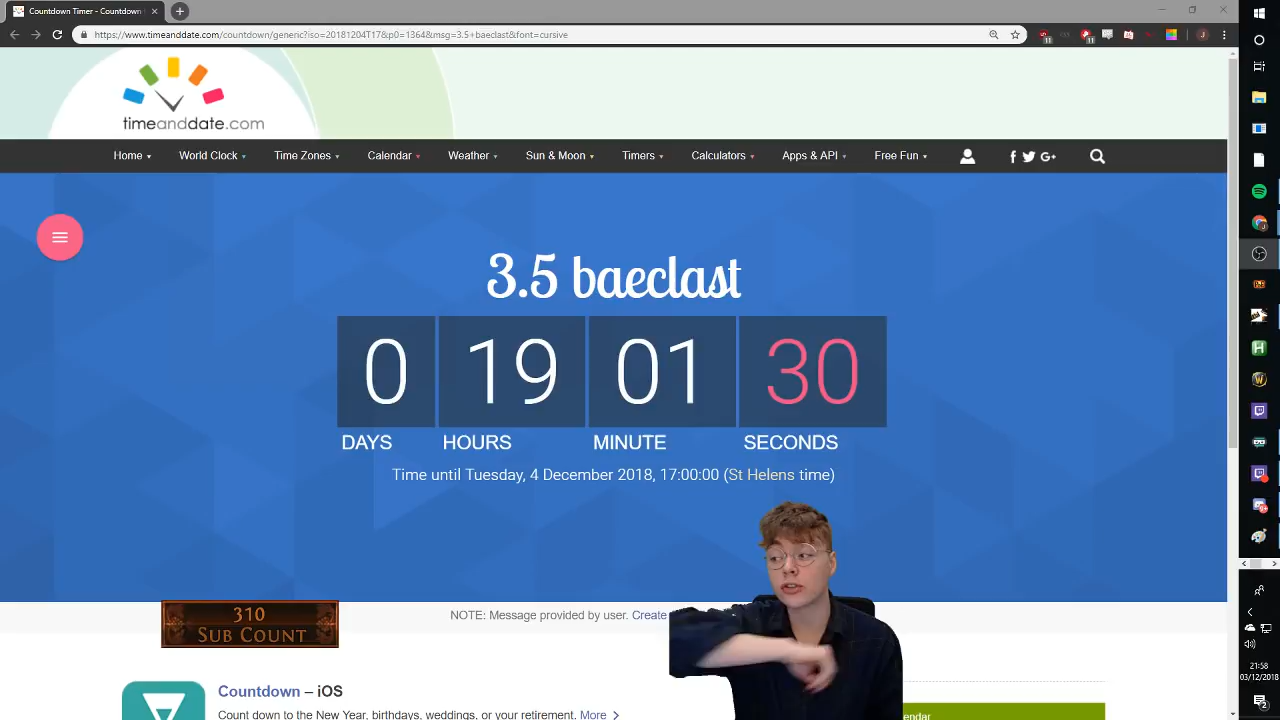 Countdown Timer - Countdown
https://www.timeanddate.com/countdown/generic?iso=20181204T17&p0=1364&msg=3.5+baeclast&font=cursive
11
11
J
timeanddate.com
Home World Clock Time Zones Calendar Weather Sun & Moon Timers Calculators Apps & API Free Fun
3.5 baeclast
0 19 01 30
DAYS HOURS MINUTE SECONDS
Time until Tuesday, 4 December 2018, 17:00:00 (St Helens time)
310
SUB COUNT
NOTE: Message provided by user. Create
Countdown – iOS
Count down to the New Year, birthdays, weddings, or your retirement. More
21:58
03/12/2018
2